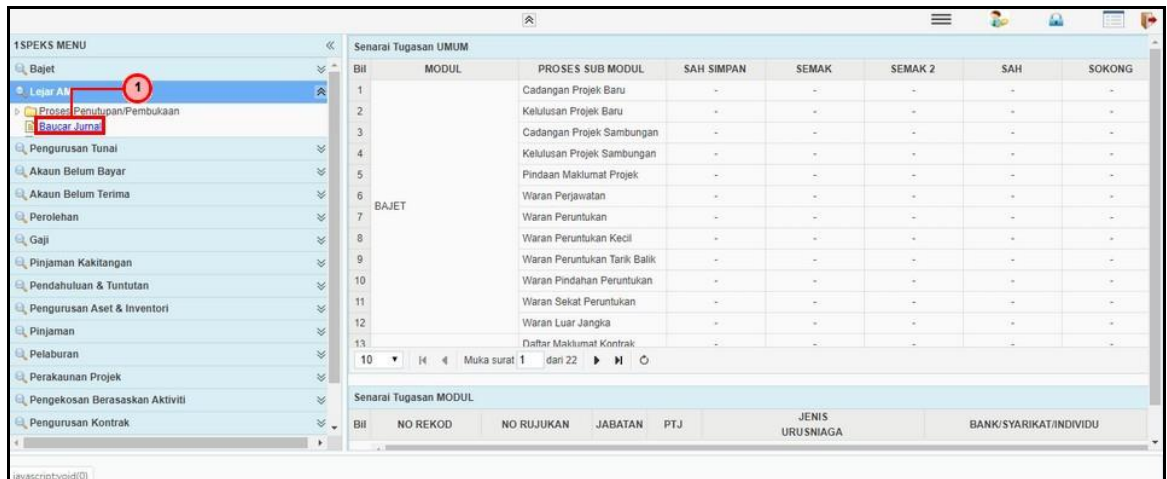 1SPEKS MENU
Bajet
Lejar AM
1
Proses Penutupan/Pembukaan
Baucar Jurnal
Pengurusan Tunai
Akaun Belum Bayar
Akaun Belum Terima
Perolehan
Gaji
Pinjaman Kakitangan
Pendahuluan & Tuntutan
Pengurusan Aset & Inventori
Pinjaman
Pelaburan
Perakaunan Projek
Pengekosan Berasaskan Aktiviti
Pengurusan Kontrak
Senarai Tugasan UMUM
Bil MODUL PROSES SUB MODUL SAH SIMPAN SEMAK SEMAK 2 SAH SOKONG
BAJET
1 Cadangan Projek Baru - - - - -
2 Kelulusan Projek Baru - - - - -
3 Cadangan Projek Sambungan - - - - -
4 Kelulusan Projek Sambungan - - - - -
5 Pindaan Maklumat Projek - - - - -
6 Waran Perjawatan - - - - -
7 Waran Peruntukan - - - - -
8 Waran Peruntukan Kecil - - - - -
9 Waran Peruntukan Tarik Balik - - - - -
10 Waran Pindahan Peruntukan - - - - -
11 Waran Sekat Peruntukan - - - - -
12 Waran Luar Jangka - - - - -
13 Daftar Maklumat Kontrak - - - - -
10 Muka surat 1 dari 22
Senarai Tugasan MODUL
Bil NO REKOD NO RUJUKAN JABATAN PTJ JENIS URUSNIAGA BANK/SYARIKAT/INDIVIDU
javascript:void(0)